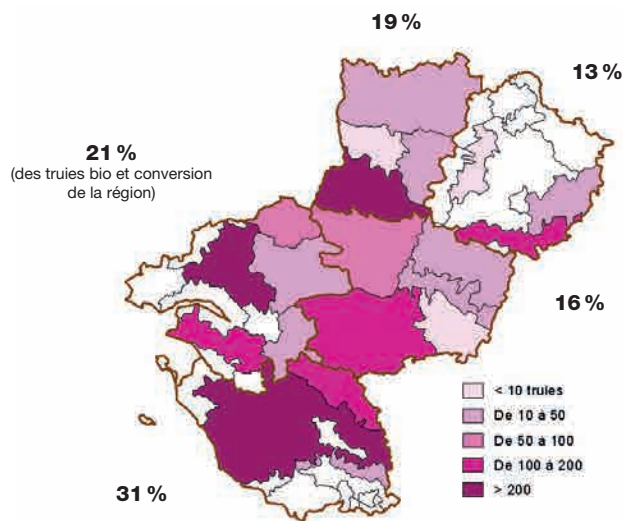 19 %
13 %
21 %
(des truies bio et conversion
de la région)
16 %
< 10 truies
De 10 à 50
De 50 à 100
De 100 à 200
> 200
31 %